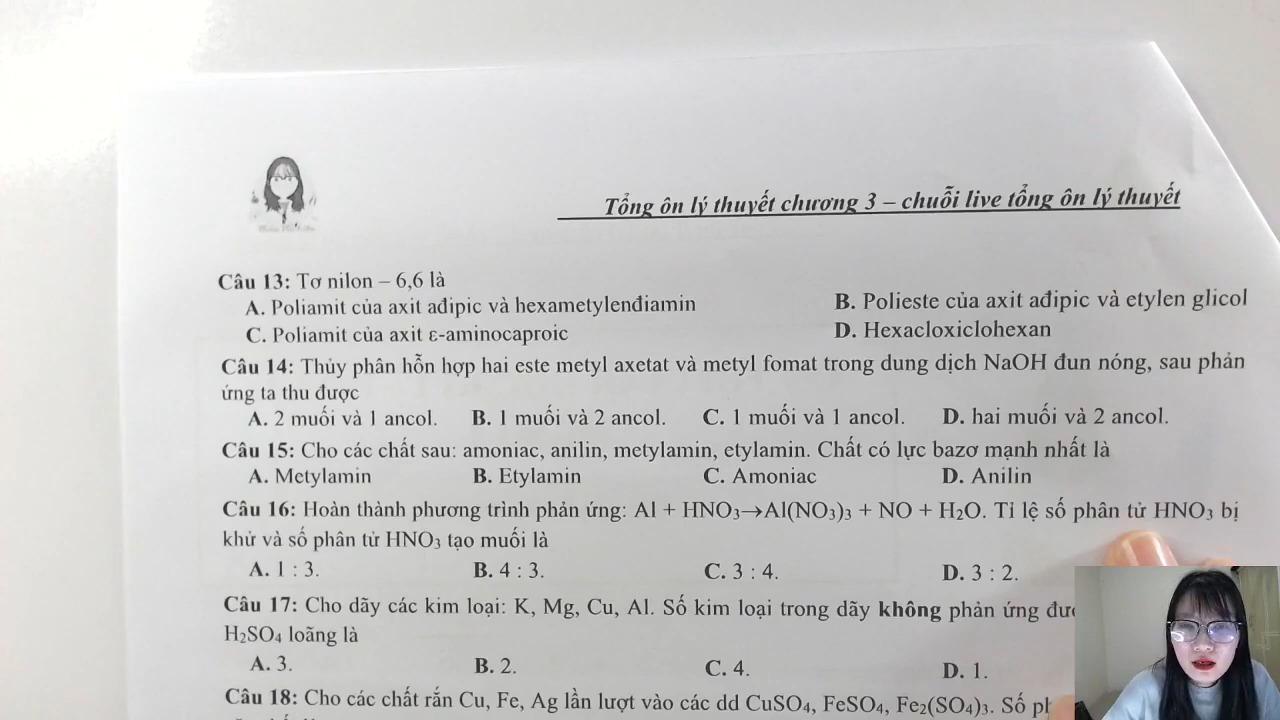 Tổng ôn lý thuyết chương 3 – chuỗi live tổng ôn lý thuyết
Câu 13: Tơ nilon – 6,6 là
A. Poliamit của axit ađipic và hexametylenđiamin B. Polieste của axit ađipic và etylen glicol
C. Poliamit của axit ε-aminocaproic D. Hexacloxiclohexan
Câu 14: Thủy phân hỗn hợp hai este metyl axetat và metyl fomat trong dung dịch NaOH đun nóng, sau phản
ứng ta thu được
A. 2 muối và 1 ancol. B. 1 muối và 2 ancol. C. 1 muối và 1 ancol. D. hai muối và 2 ancol.
Câu 15: Cho các chất sau: amoniac, anilin, metylamin, etylamin. Chất có lực bazơ mạnh nhất là
A. Metylamin B. Etylamin C. Amoniac D. Anilin
Câu 16: Hoàn thành phương trình phản ứng: Al + HNO₃→Al(NO₃)₃ + NO + H₂O. Tỉ lệ số phân tử HNO₃ bị
khử và số phân tử HNO₃ tạo muối là
A. 1 : 3. B. 4 : 3. C. 3 : 4. D. 3 : 2.
Câu 17: Cho dãy các kim loại: K, Mg, Cu, Al. Số kim loại trong dãy không phản ứng
H₂SO₄ loãng là
A. 3. B. 2. C. 4. D. 1.
Câu 18: Cho các chất rắn Cu, Fe, Ag lần lượt vào các dd CuSO₄, FeSO₄, Fe₂(SO₄)₃. Số